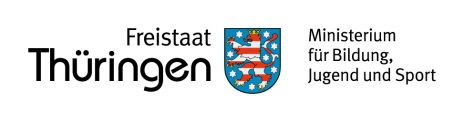 Freistaat
Thüringen
Ministerium
für Bildung,
Jugend und Sport